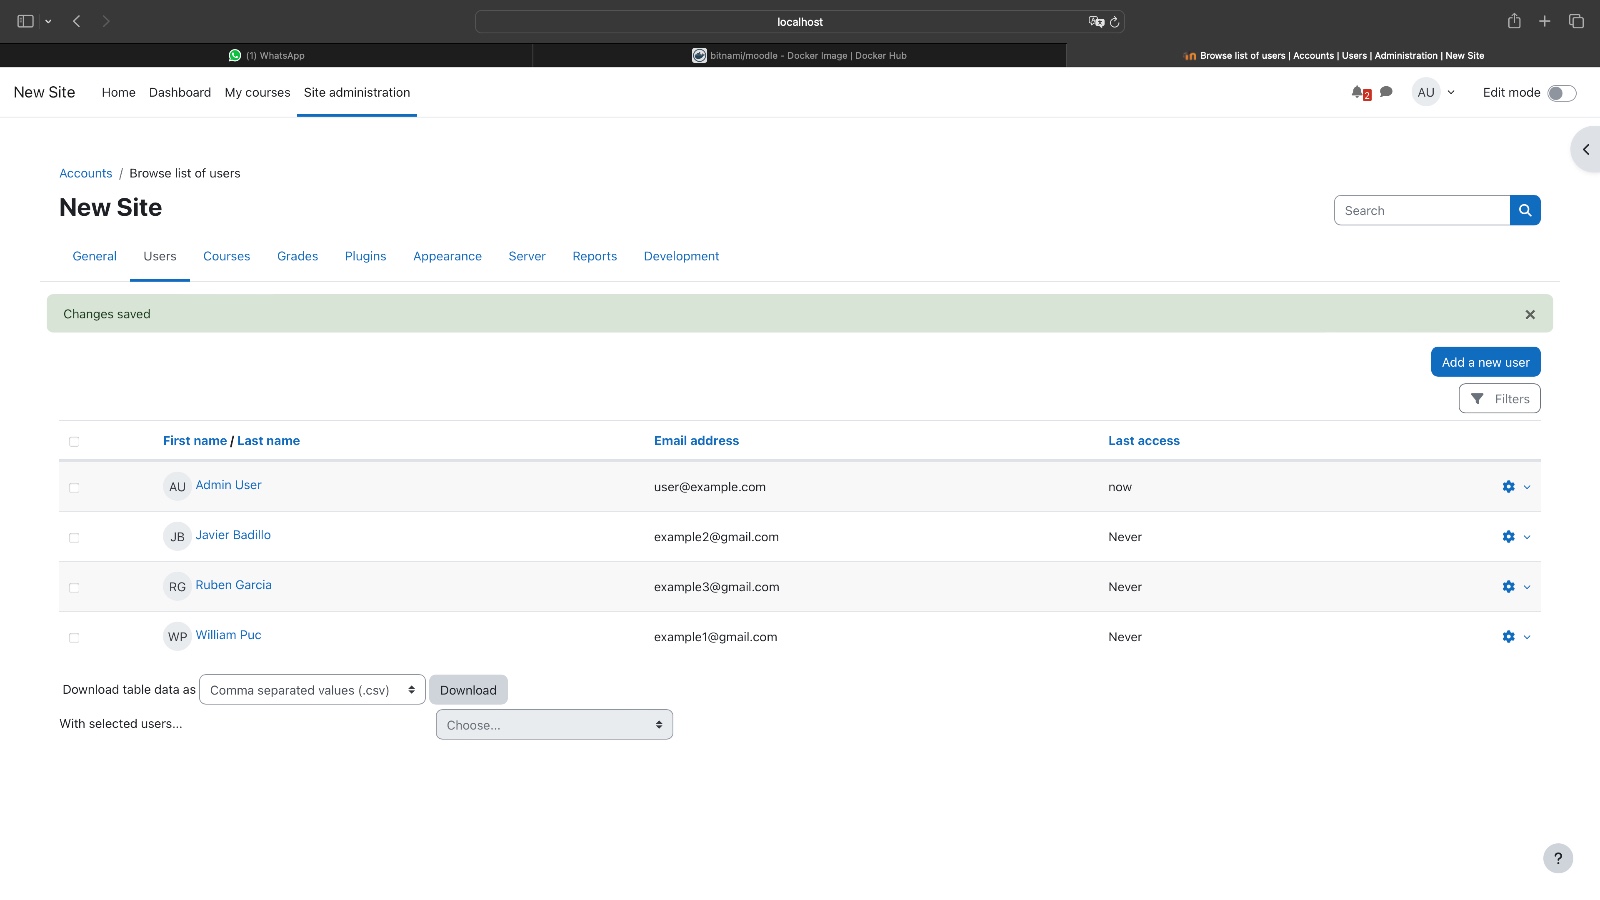 localhost
(1) WhatsApp
bitnami/moodle - Docker Image | Docker Hub
Browse list of users | Accounts | Users | Administration | New Site
New Site Home Dashboard My courses Site administration 2 AU Edit mode
Accounts / Browse list of users
New Site
Search
General Users Courses Grades Plugins Appearance Server Reports Development
Changes saved ×
Add a new user
Filters
First name / Last name Email address Last access
AU Admin User user@example.com now
JB Javier Badillo example2@gmail.com Never
RG Ruben Garcia example3@gmail.com Never
WP William Puc example1@gmail.com Never
Download table data as Comma separated values (.csv) Download
With selected users... Choose...
?